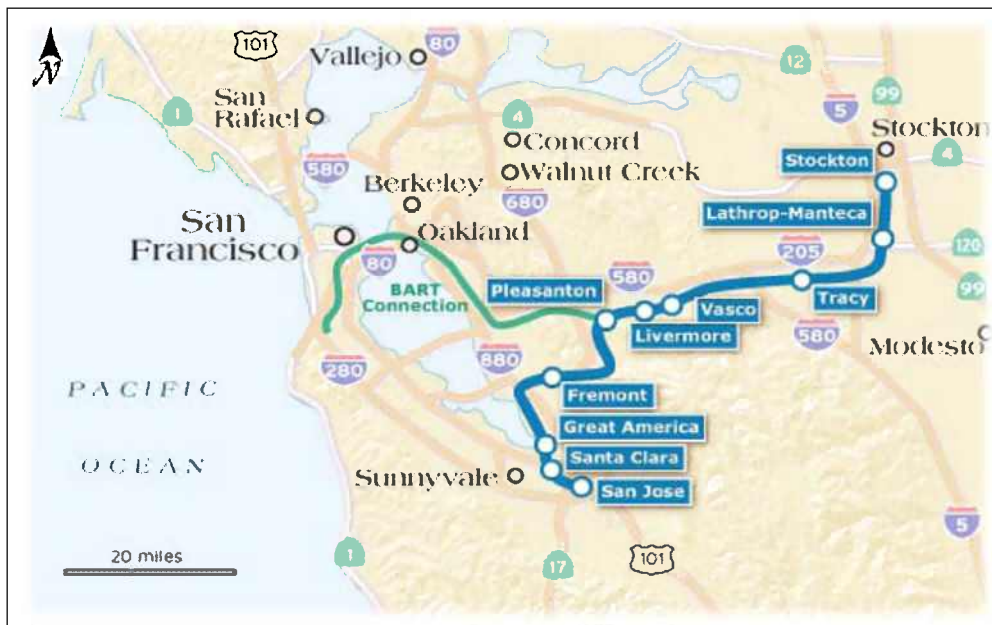 N
101
Vallejo
80
12
5
99
1
San
Rafael
4
Concord
Stockton
4
Stockton
580
Berkeley
Walnut Creek
680
Lathrop-Manteca
San
Francisco
Oakland
80
BART
Connection
205
120
Pleasanton
580
99
Vasco
Tracy
Livermore
580
Modesto
280
880
PACIFIC
OCEAN
Fremont
Great America
Santa Clara
Sunnyvale
San Jose
5
20 miles
1
17
101